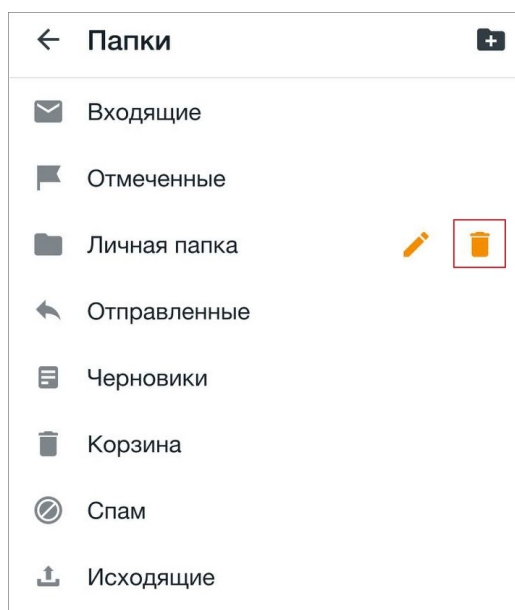 Папки
Входящие
Отмеченные
Личная папка
Отправленные
Черновики
Корзина
Спам
Исходящие